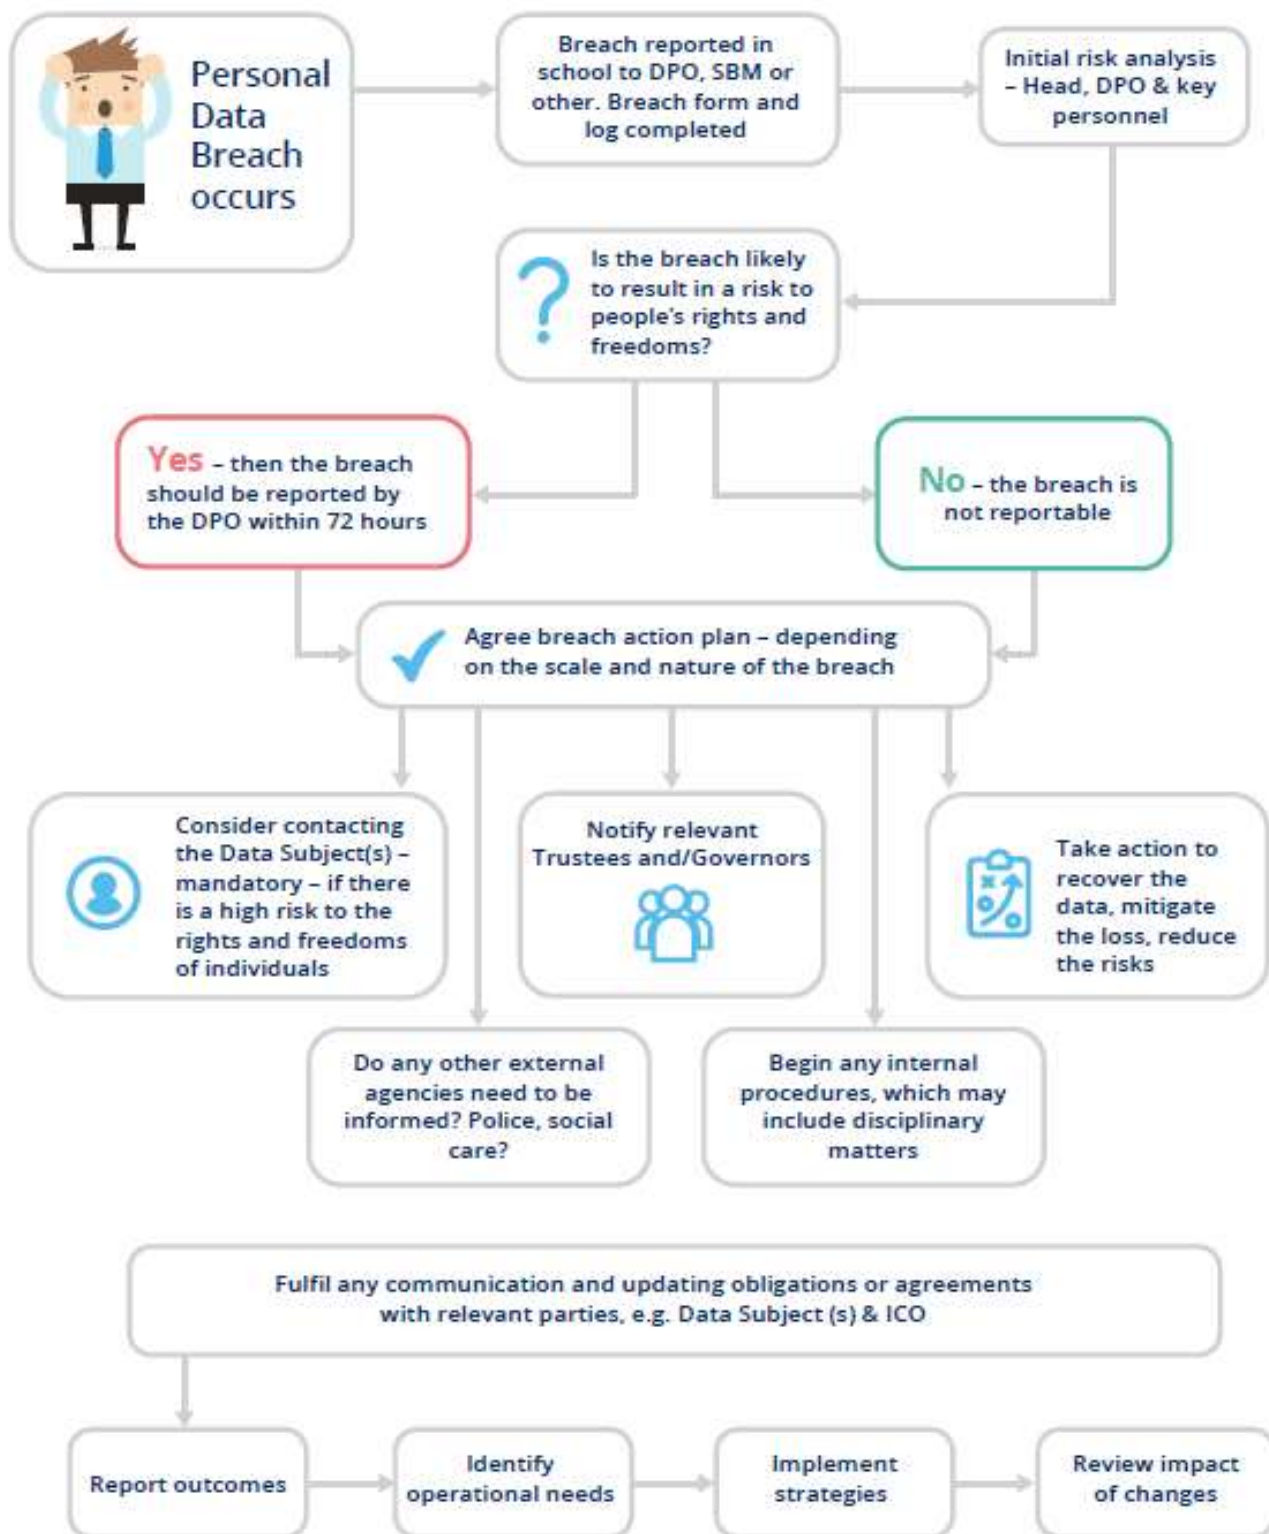 Personal
Data
Breach
occurs
Breach reported in
school to DPO, SBM or
other. Breach form and
log completed
Initial risk analysis
– Head, DPO & key
personnel
?
Is the breach likely
to result in a risk to
people's rights and
freedoms?
Yes – then the breach
should be reported by
the DPO within 72 hours
No – the breach is
not reportable
Agree breach action plan – depending
on the scale and nature of the breach
Consider contacting
the Data Subject(s) –
mandatory – if there
is a high risk to the
rights and freedoms
of individuals
Notify relevant
Trustees and/Governors
Take action to
recover the
data, mitigate
the loss, reduce
the risks
Do any other external
agencies need to be
informed? Police, social
care?
Begin any internal
procedures, which may
include disciplinary
matters
Fulfil any communication and updating obligations or agreements
with relevant parties, e.g. Data Subject (s) & ICO
Report outcomes
Identify
operational needs
Implement
strategies
Review impact
of changes